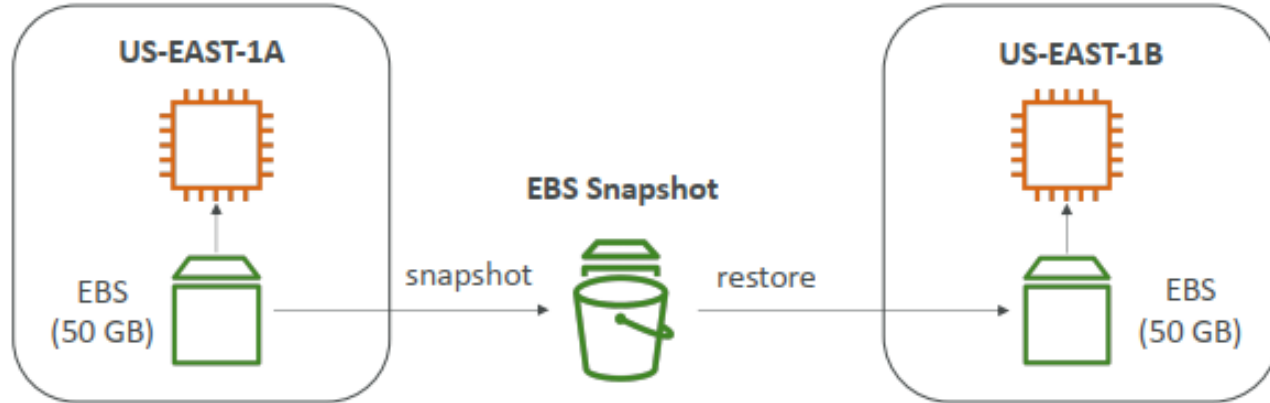 US-EAST-1A
US-EAST-1B
EBS Snapshot
snapshot
restore
EBS
(50 GB)
EBS
(50 GB)